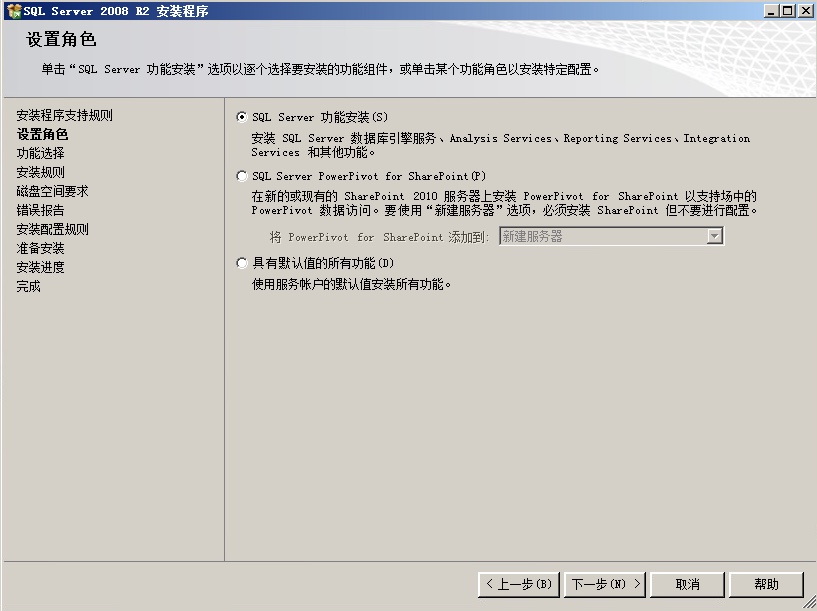 SQL Server 2008 R2 安装程序
设置角色
单击“SQL Server 功能安装”选项以逐个选择要安装的功能组件，或单击某个功能角色以安装特定配置。
安装程序支持规则
设置角色
功能选择
安装规则
磁盘空间要求
错误报告
安装配置规则
准备安装
安装进度
完成
SQL Server 功能安装(S)
安装 SQL Server 数据库引擎服务、Analysis Services、Reporting Services、Integration
Services 和其他功能。
SQL Server PowerPivot for SharePoint(P)
在新的或现有的 SharePoint 2010 服务器上安装 PowerPivot for SharePoint 以支持场中的
PowerPivot 数据访问。要使用“新建服务器”选项，必须安装 SharePoint 但不要进行配置。
将 PowerPivot for SharePoint 添加到: 新建服务器
具有默认值的所有功能(D)
使用服务帐户的默认值安装所有功能。
< 上一步(B) 下一步(N) > 取消 帮助